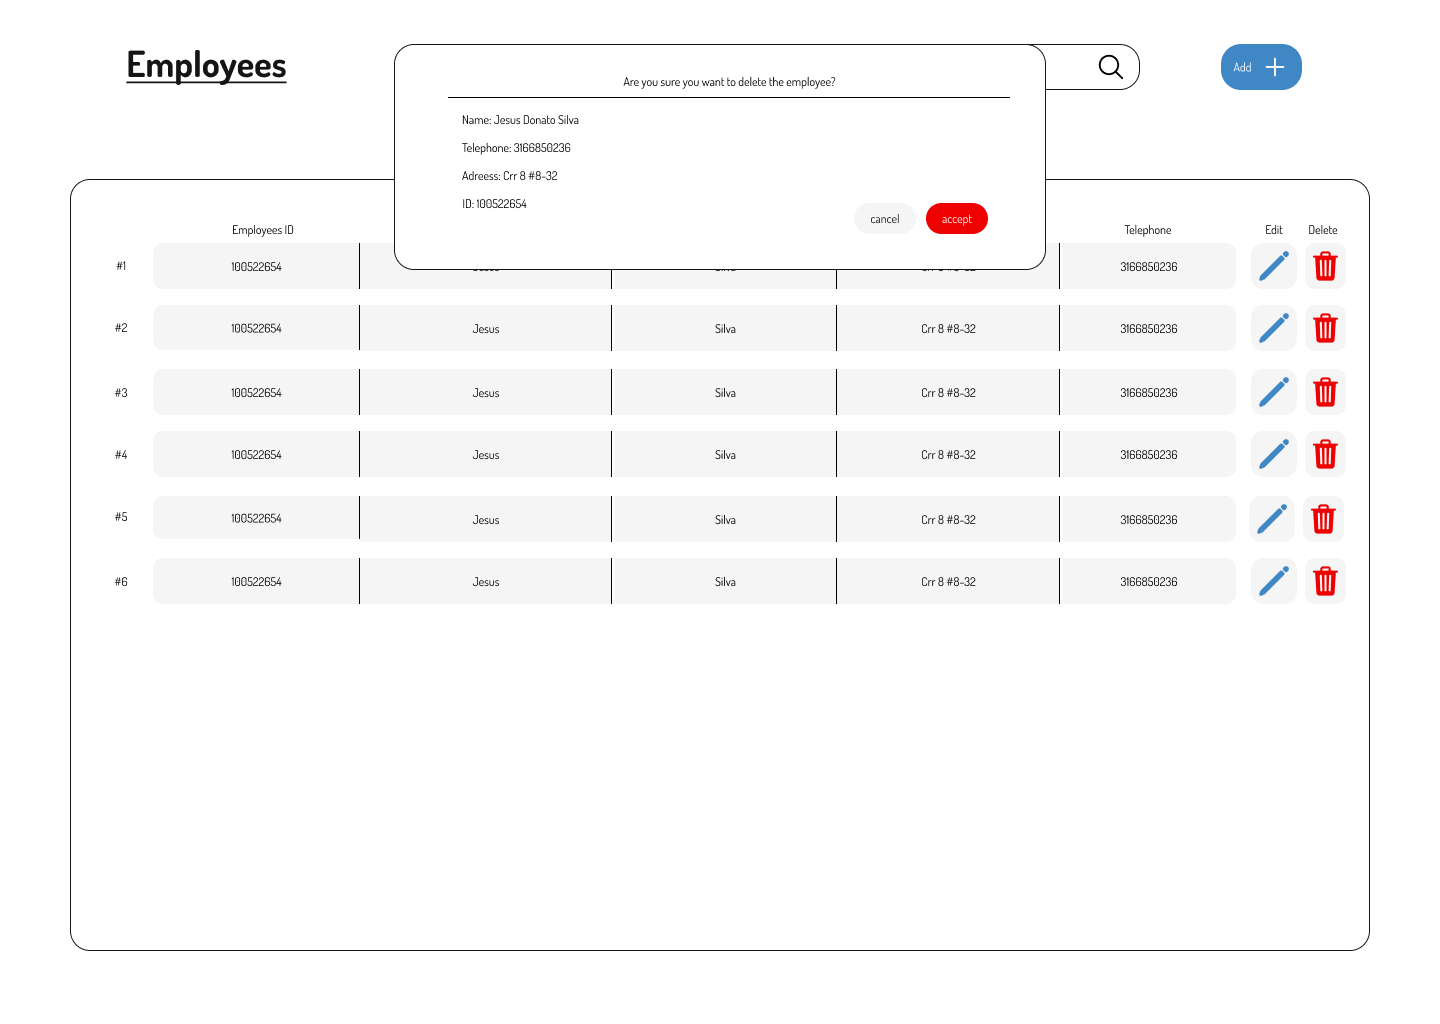 Employees
Add
Are you sure you want to delete the employee?
Name: Jesus Donato Silva
Telephone: 3166850236
Adreess: Crr 8 #8-32
ID: 100522654
cancel accept
Employees ID Telephone Edit Delete
#1 100522654 3166850236
#2 100522654 Jesus Silva Crr 8 #8-32 3166850236
#3 100522654 Jesus Silva Crr 8 #8-32 3166850236
#4 100522654 Jesus Silva Crr 8 #8-32 3166850236
#5 100522654 Jesus Silva Crr 8 #8-32 3166850236
#6 100522654 Jesus Silva Crr 8 #8-32 3166850236